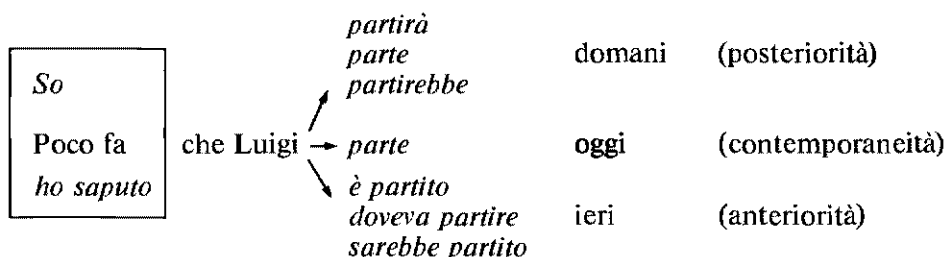 partirà
parte domani (posteriorità)
So partirebbe
Poco fa che Luigi parte oggi (contemporaneità)
ho saputo è partito
doveva partire ieri (anteriorità)
sarebbe partito